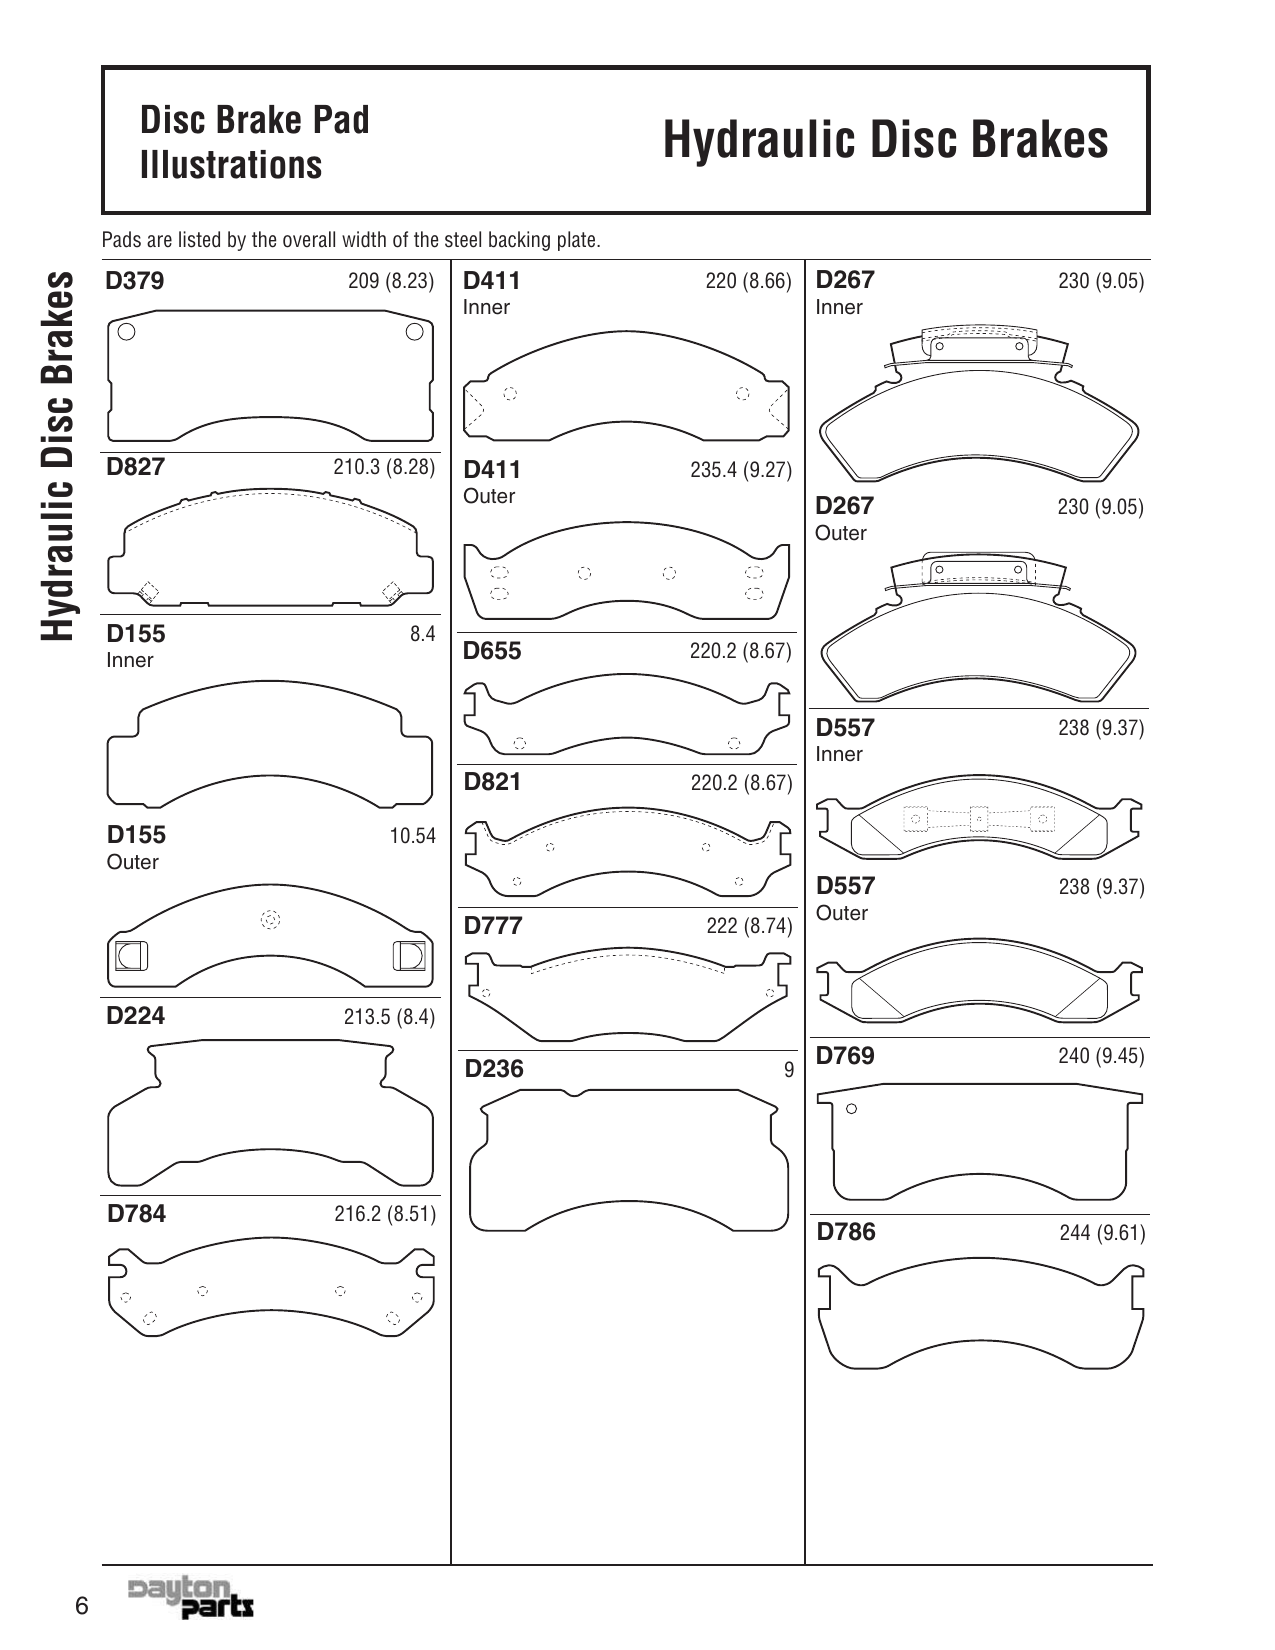 Disc Brake Pad
Illustrations
Hydraulic Disc Brakes
Pads are listed by the overall width of the steel backing plate.
Hydraulic Disc Brakes
D379 209 (8.23)
D827 210.3 (8.28)
D155 8.4
Inner
D155 10.54
Outer
D224 213.5 (8.4)
D784 216.2 (8.51)
D411 220 (8.66)
Inner
D411 235.4 (9.27)
Outer
D655 220.2 (8.67)
D821 220.2 (8.67)
D777 222 (8.74)
D236 9
D267 230 (9.05)
Inner
D267 230 (9.05)
Outer
D557 238 (9.37)
Inner
D557 238 (9.37)
Outer
D769 240 (9.45)
D786 244 (9.61)
6
Dayton
parts